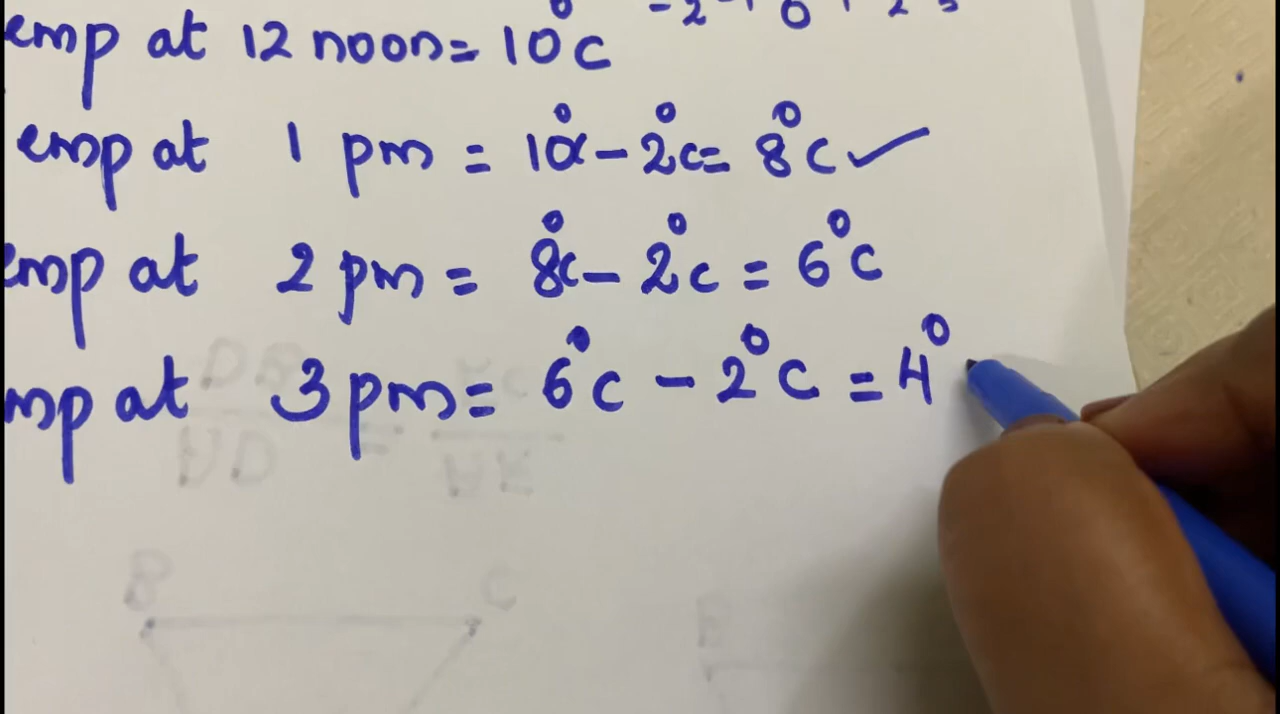 emp at 12 noon = 10°C
emp at 1 pm = 10°C - 2°C = 8°C ✓
emp at 2 pm = 8°C - 2°C = 6°C
mp at 3 pm = 6°C - 2°C = 4°
B C